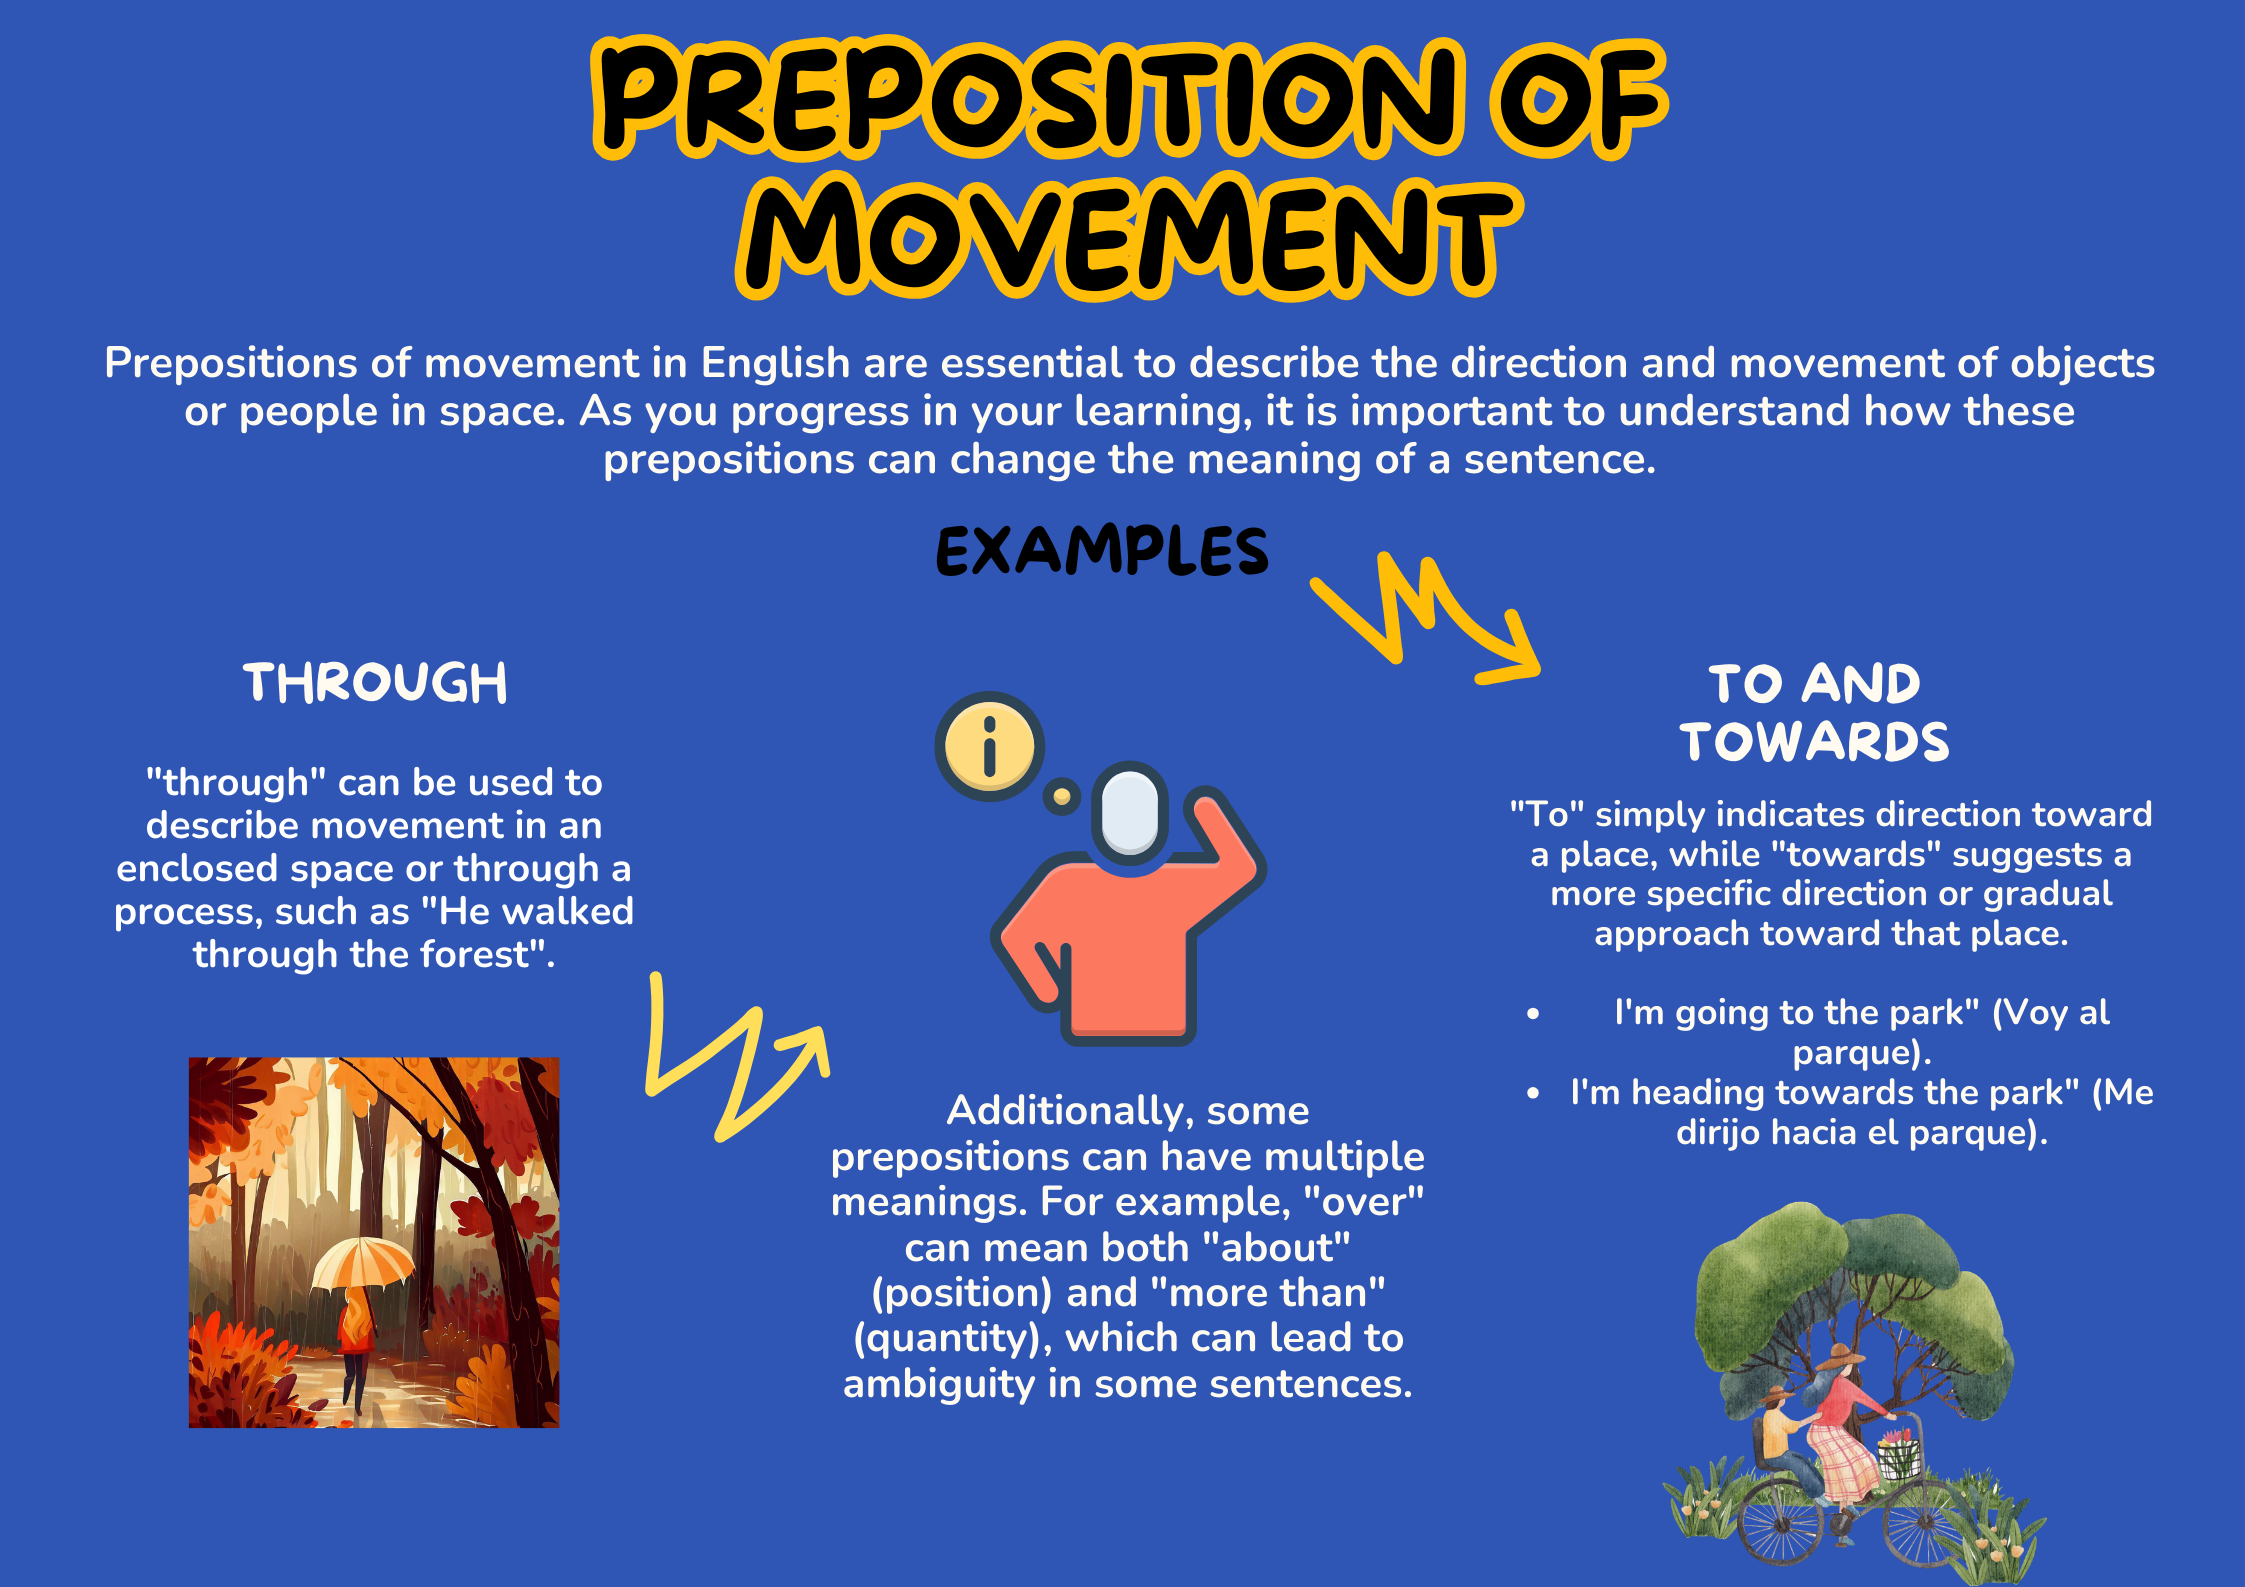 PREPOSITION OF
MOVEMENT
Prepositions of movement in English are essential to describe the direction and movement of objects
or people in space. As you progress in your learning, it is important to understand how these
prepositions can change the meaning of a sentence.
EXAMPLES
THROUGH
"through" can be used to
describe movement in an
enclosed space or through a
process, such as "He walked
through the forest".
i
Additionally, some
prepositions can have multiple
meanings. For example, "over"
can mean both "about"
(position) and "more than"
(quantity), which can lead to
ambiguity in some sentences.
TO AND
TOWARDS
"To" simply indicates direction toward
a place, while "towards" suggests a
more specific direction or gradual
approach toward that place.
• I'm going to the park" (Voy al
parque).
• I'm heading towards the park" (Me
dirijo hacia el parque).